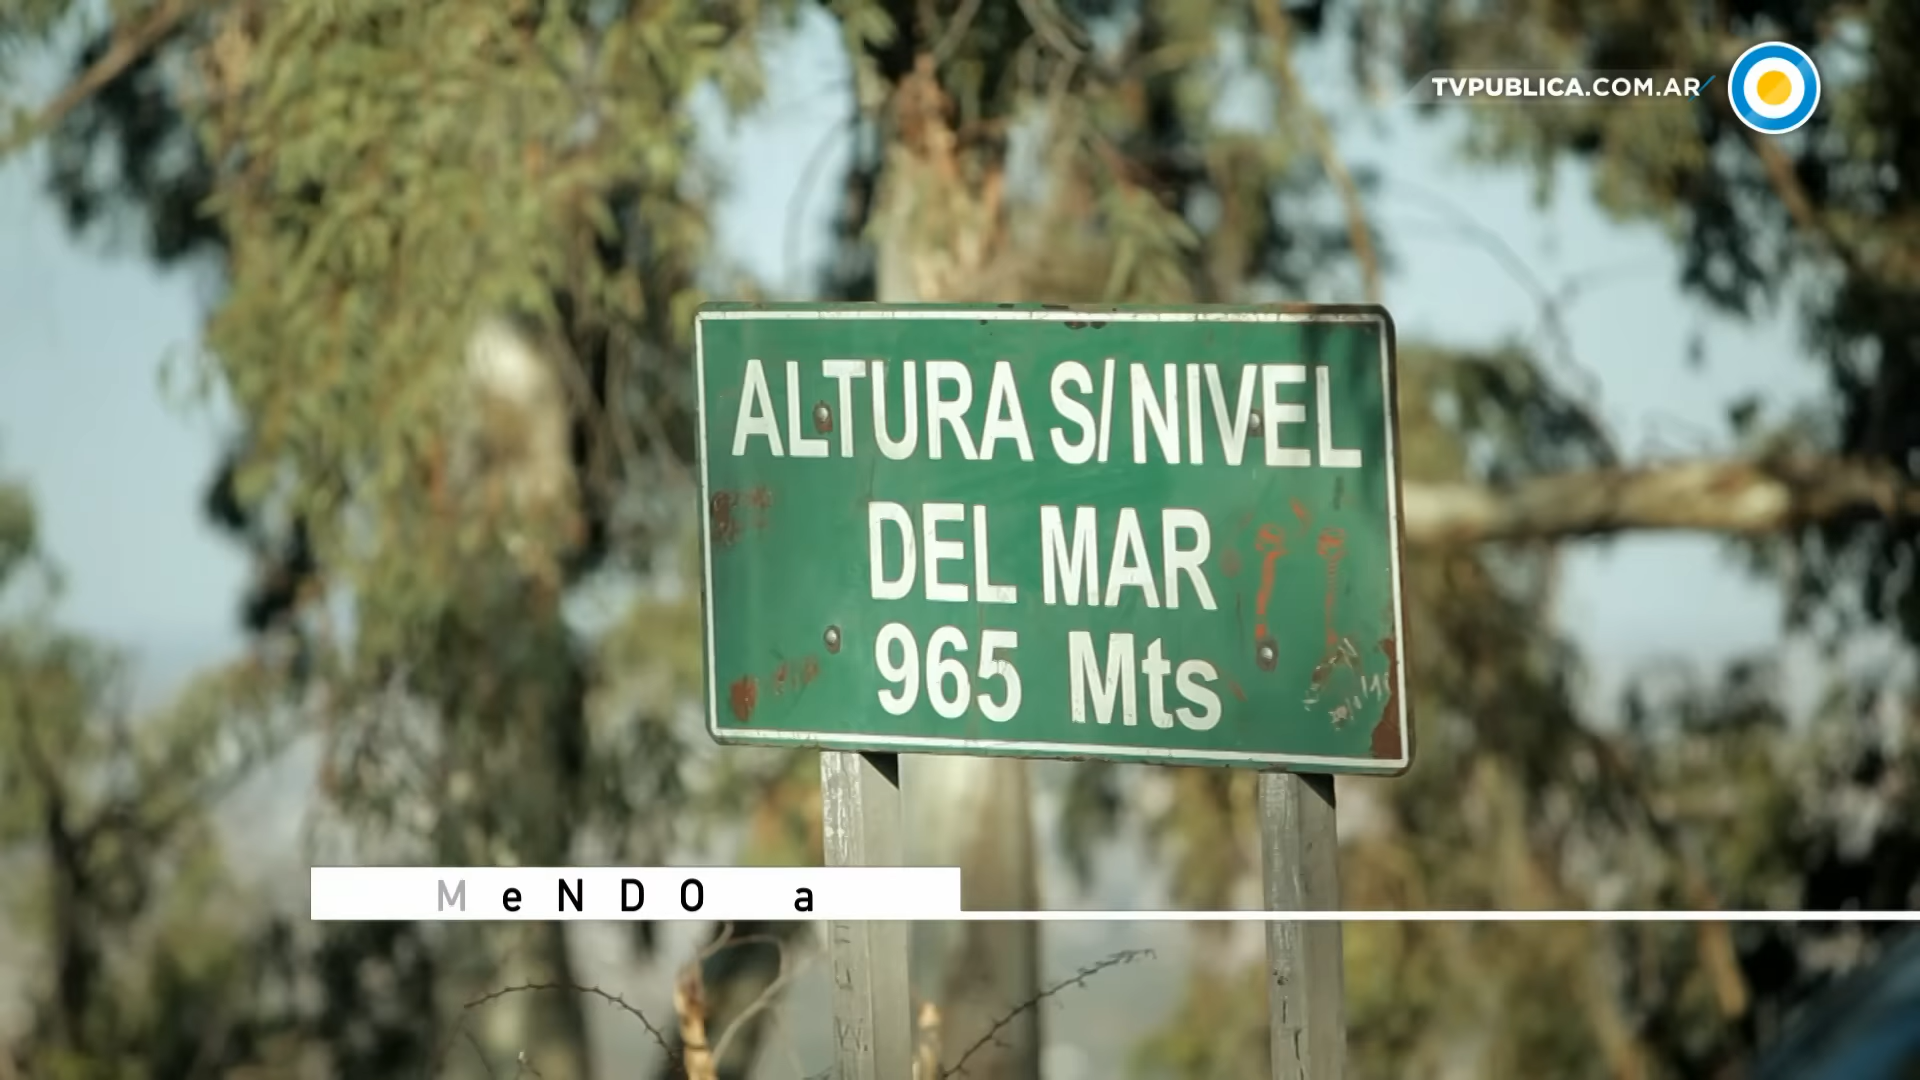 TVPUBLICA.COM.AR
ALTURA S/NIVEL
DEL MAR
965 Mts
MeNDO a